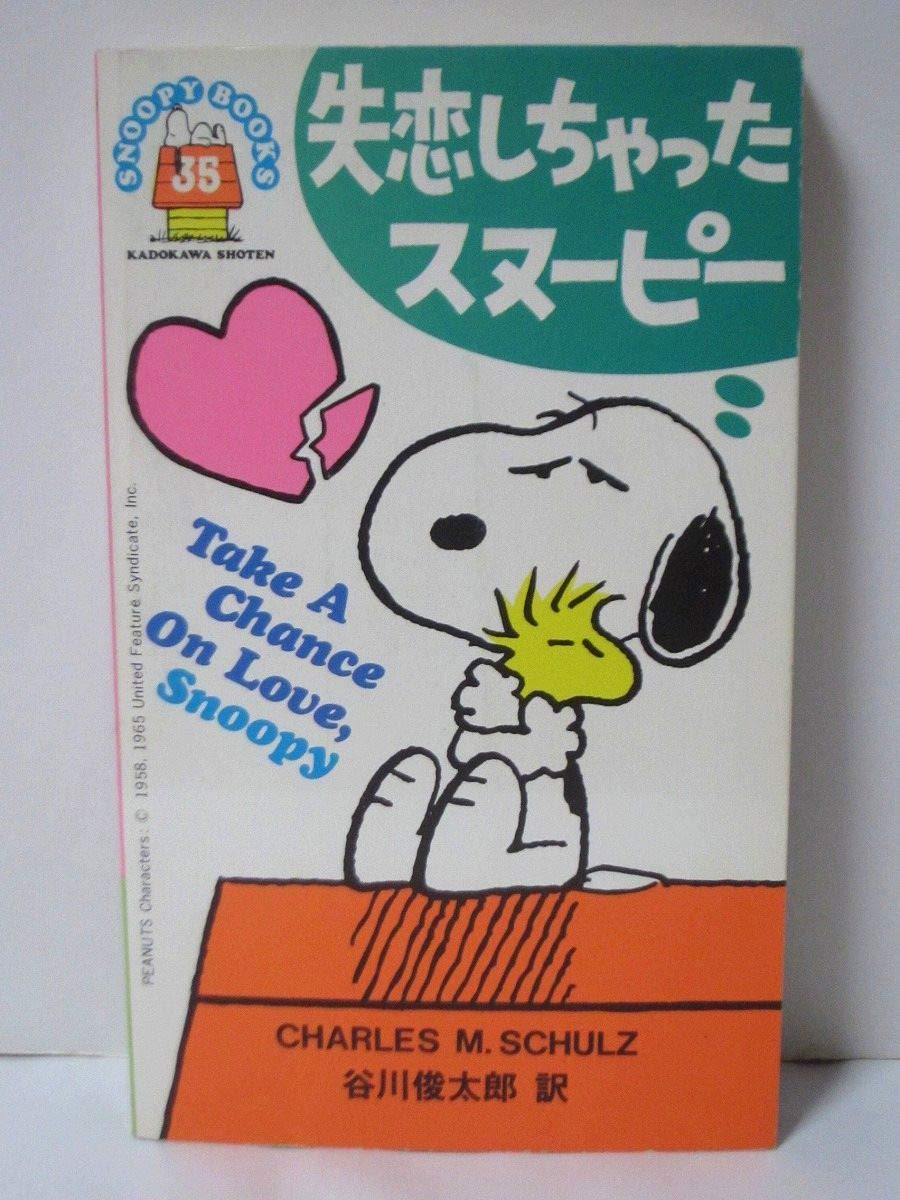 SNOOPY BOOKS
35
KADOKAWA SHOTEN
失恋しちゃった
スヌーピー
Take A
Chance
On Love,
Snoopy
PEANUTS Characters: © 1958, 1965 United Feature Syndicate, Inc.
CHARLES M. SCHULZ
谷川俊太郎 訳